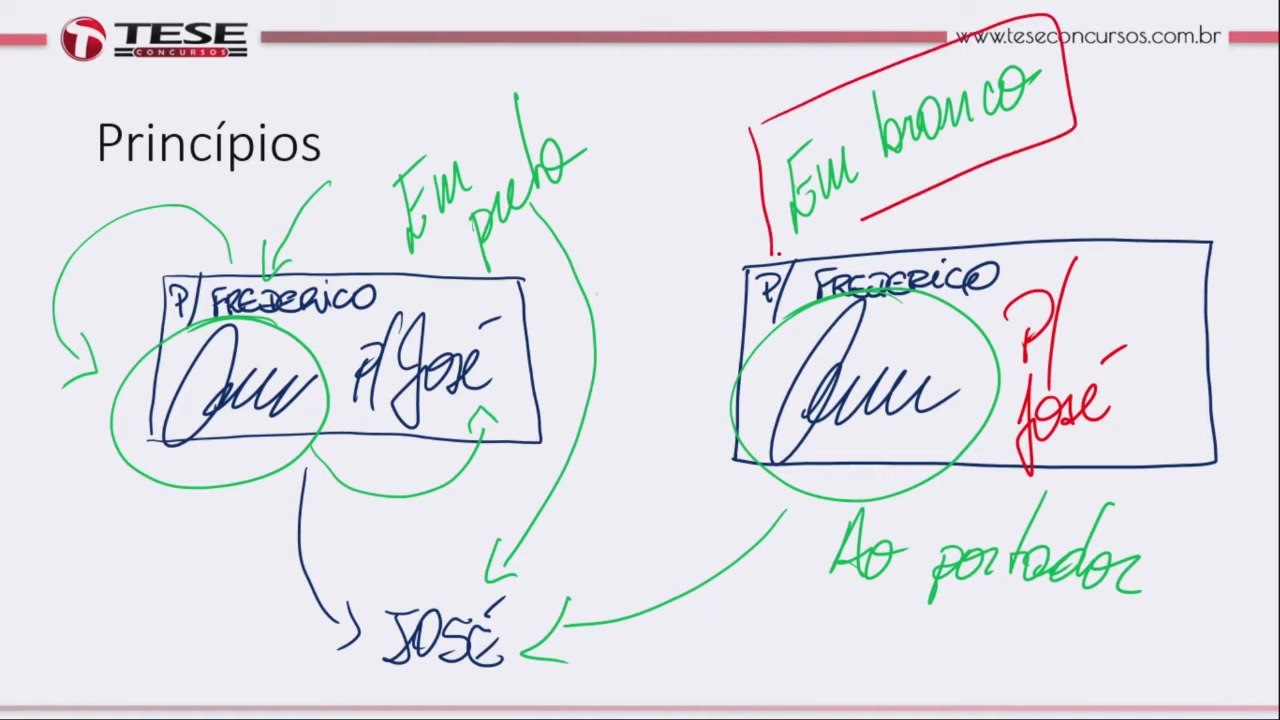 TESE
CONCURSOS
www.teseconcursos.com.br
Princípios
Em
preto
Em branco
P/ FREDERICO
P/ José
P/ FREDERICO
P/
José
Ao portador
JOSÉ